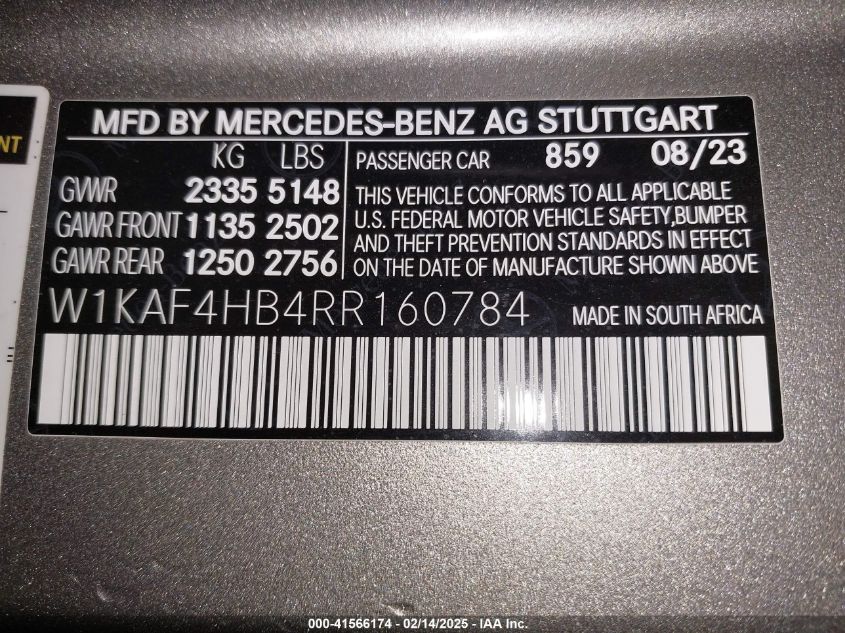 MFD BY MERCEDES-BENZ AG STUTTGART
KG LBS
GVWR 2335 5148
GAWR FRONT 1135 2502
GAWR REAR 1250 2756
PASSENGER CAR 859 08/23
THIS VEHICLE CONFORMS TO ALL APPLICABLE
U.S. FEDERAL MOTOR VEHICLE SAFETY,BUMPER
AND THEFT PREVENTION STANDARDS IN EFFECT
ON THE DATE OF MANUFACTURE SHOWN ABOVE
W1KAF4HB4RR160784 MADE IN SOUTH AFRICA
000-41566174 - 02/14/2025 - IAA Inc.